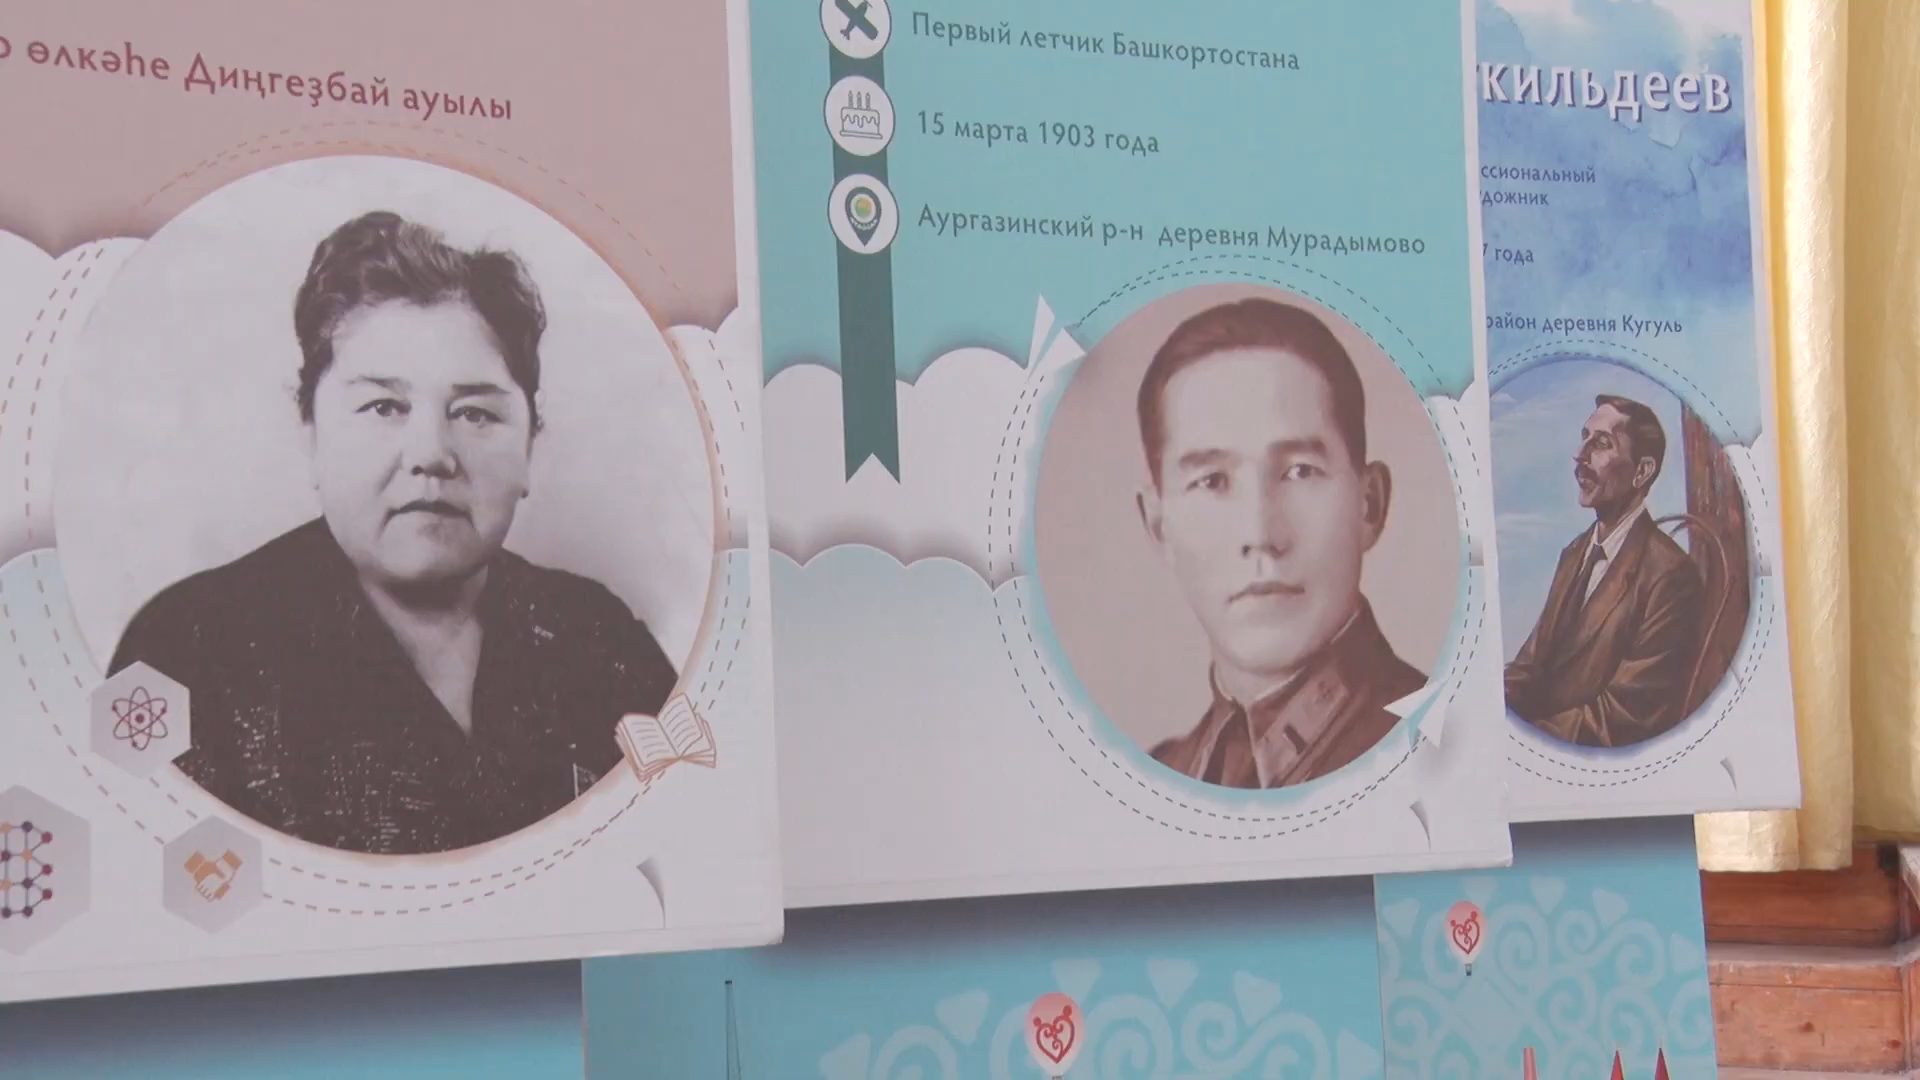 өлкәһе Диңгеҙбай ауылы
Первый летчик Башкортостана
15 марта 1903 года
Аургазинский р-н деревня Мурадымово
кильдеев
ссиональный
дожник
7 года
район деревня Кугуль